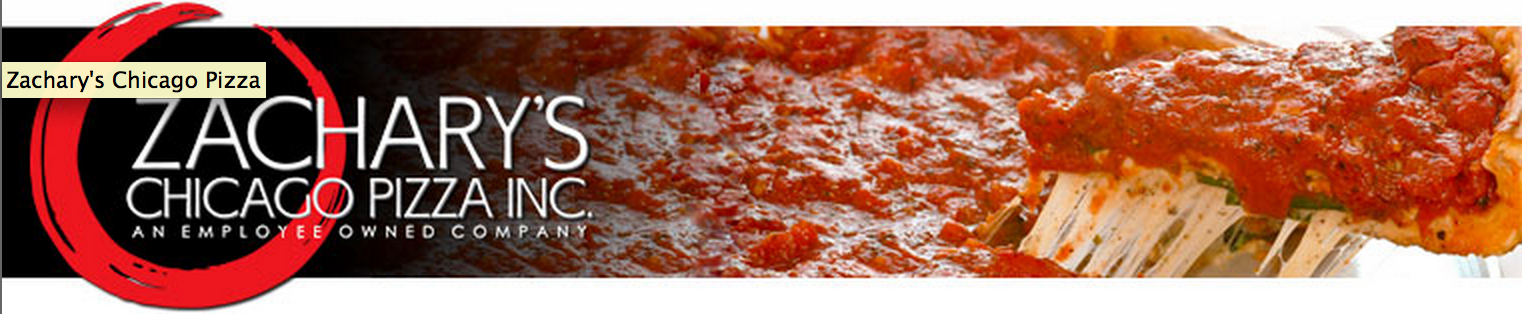 Zachary's Chicago Pizza
ZACHARY'S
CHICAGO PIZZA INC.
AN EMPLOYEE OWNED COMPANY